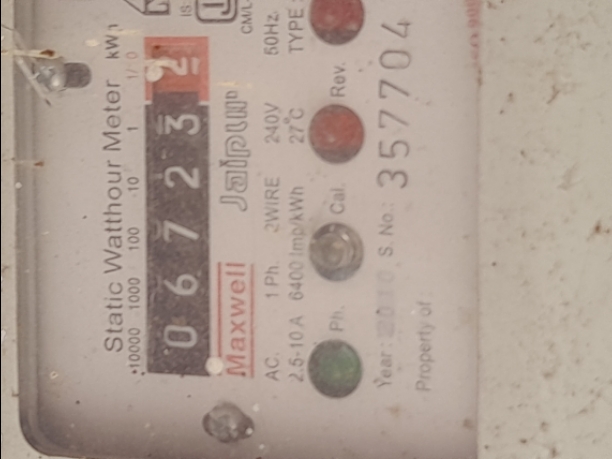 Static Watthour Meter kWh
10000 1000 100 10 1 1/10
0 6 7 2 3 2
Maxwell Jaipur
AC. 1 Ph. 2WIRE 240V 50Hz.
2.5-10 A 6400 Imp/kWh 27°C TYPE :
Ph. Cal. Rev.
Year : S. No.: 357704
Property of
IS:
CM/L